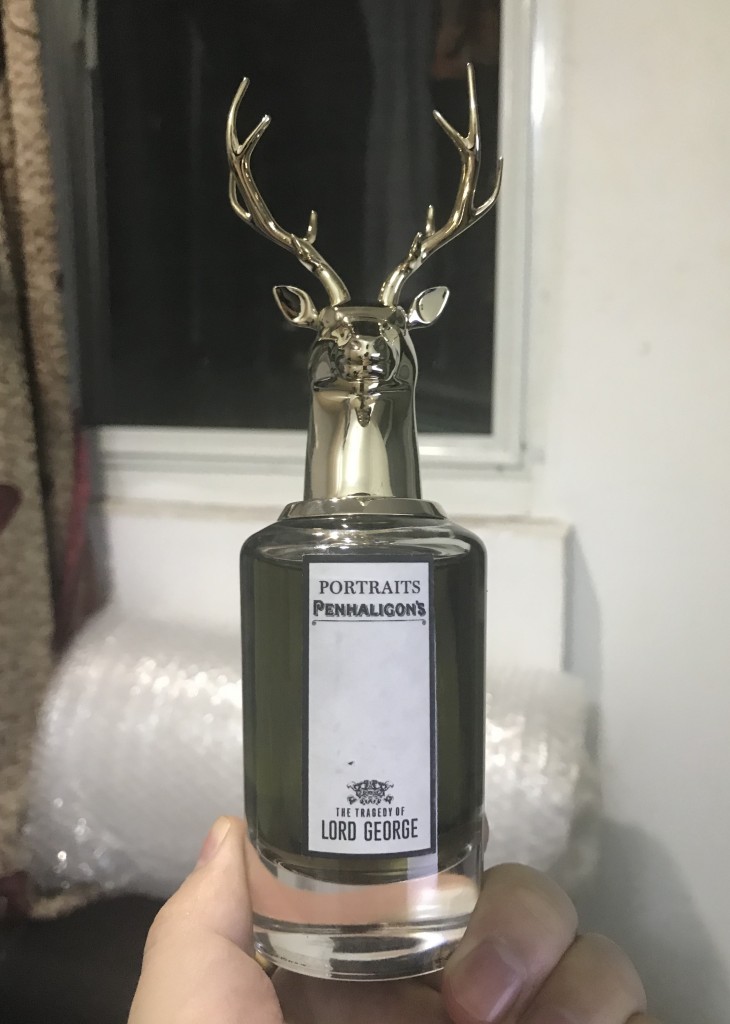 PORTRAITS
PENHALIGON'S
THE TRAGEDY OF
LORD GEORGE